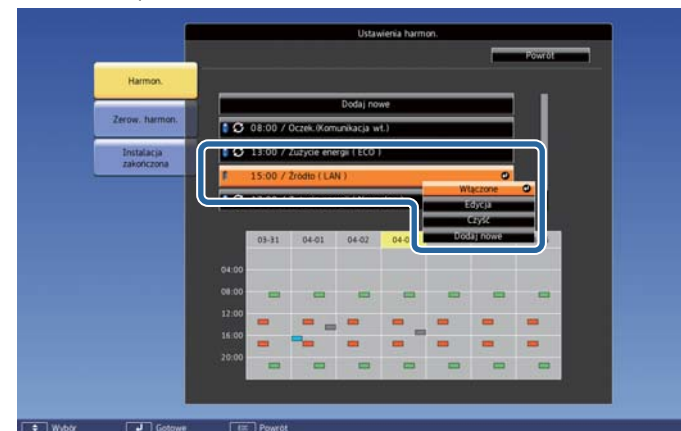 Ustawienia harmon.
Powrót
Harmon.
Zerow. harmon.
Instalacja
zakończona
Dodaj nowe
08:00 / Oczek.(Komunikacja wł.)
13:00 / Zużycie energii ( ECO )
15:00 / Źródło ( LAN )
Włączone
Edycja
Czyść
Dodaj nowe
03-31 04-01 04-02
04:00
08:00
12:00
16:00
20:00
Wybór Gotowe Esc Powrót